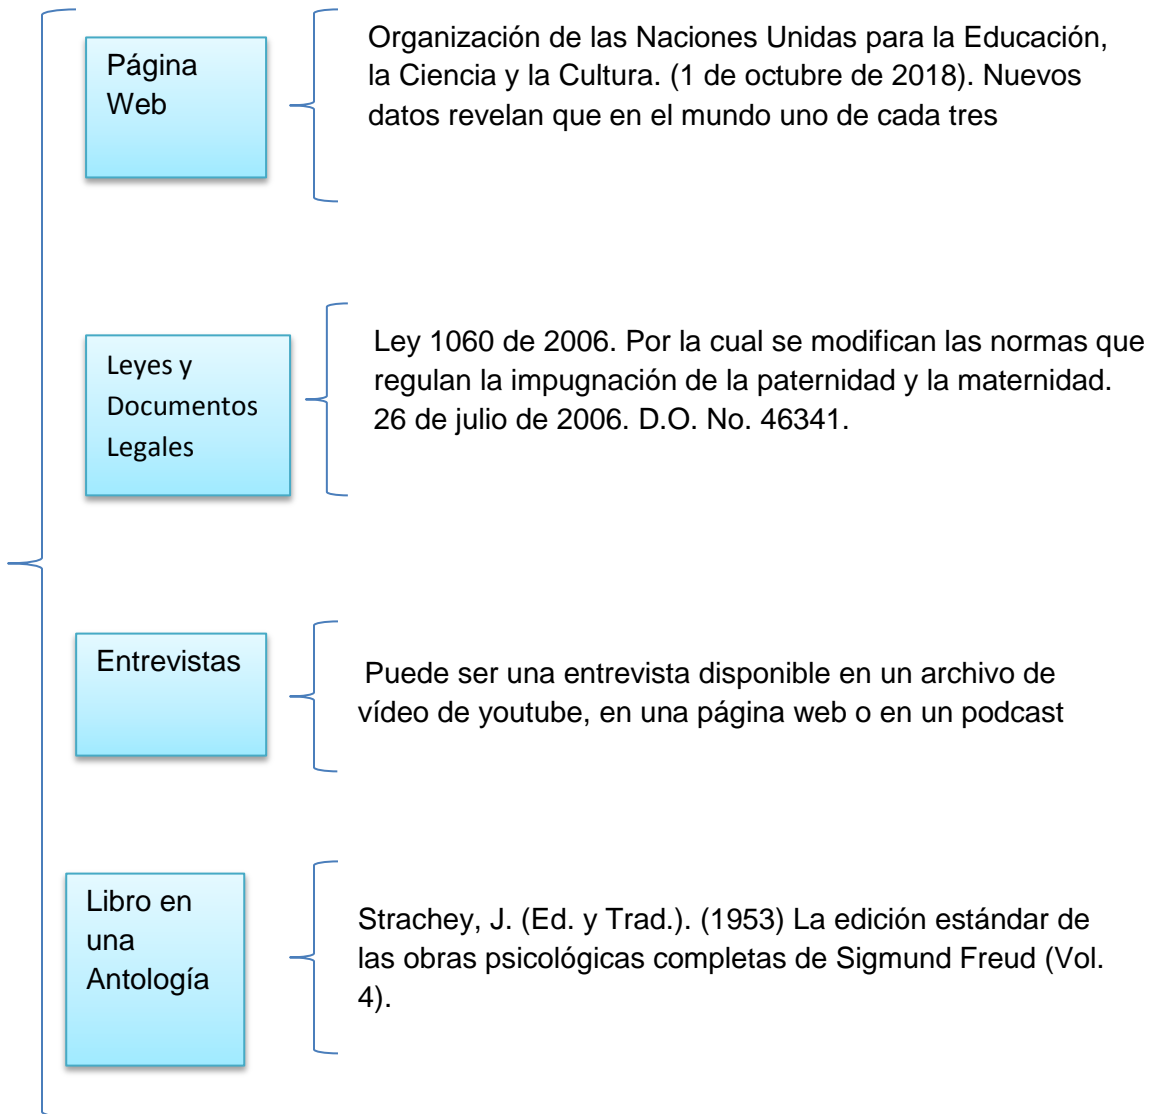 Página
Web
Organización de las Naciones Unidas para la Educación,
la Ciencia y la Cultura. (1 de octubre de 2018). Nuevos
datos revelan que en el mundo uno de cada tres
Leyes y
Documentos
Legales
Ley 1060 de 2006. Por la cual se modifican las normas que
regulan la impugnación de la paternidad y la maternidad.
26 de julio de 2006. D.O. No. 46341.
Entrevistas
Puede ser una entrevista disponible en un archivo de
vídeo de youtube, en una página web o en un podcast
Libro en
una
Antología
Strachey, J. (Ed. y Trad.). (1953) La edición estándar de
las obras psicológicas completas de Sigmund Freud (Vol.
4).